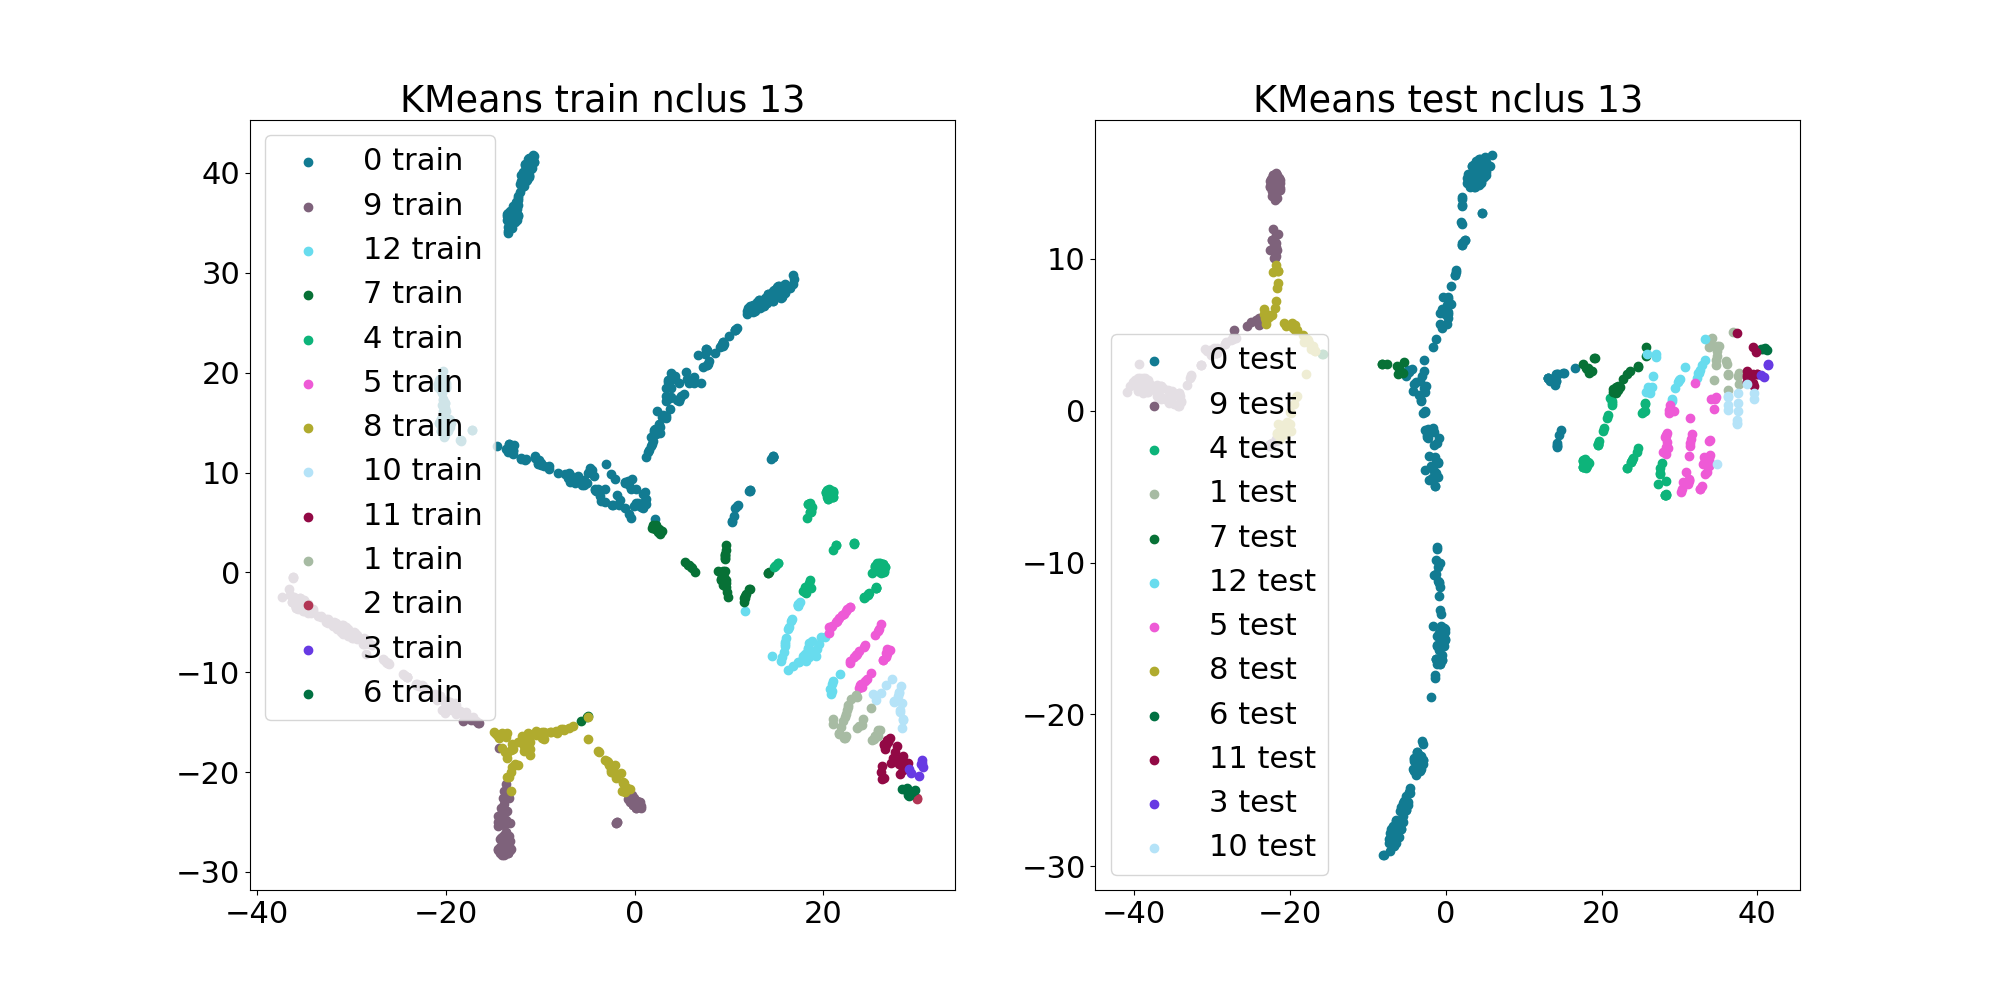 KMeans train nclus 13
40
30
20
10
0
−10
−20
−30
−40
−20
0
20
0 train
9 train
12 train
7 train
4 train
5 train
8 train
10 train
11 train
1 train
2 train
3 train
6 train
KMeans test nclus 13
10
0
−10
−20
−30
−40
−20
0
20
40
0 test
9 test
4 test
1 test
7 test
12 test
5 test
8 test
6 test
11 test
3 test
10 test